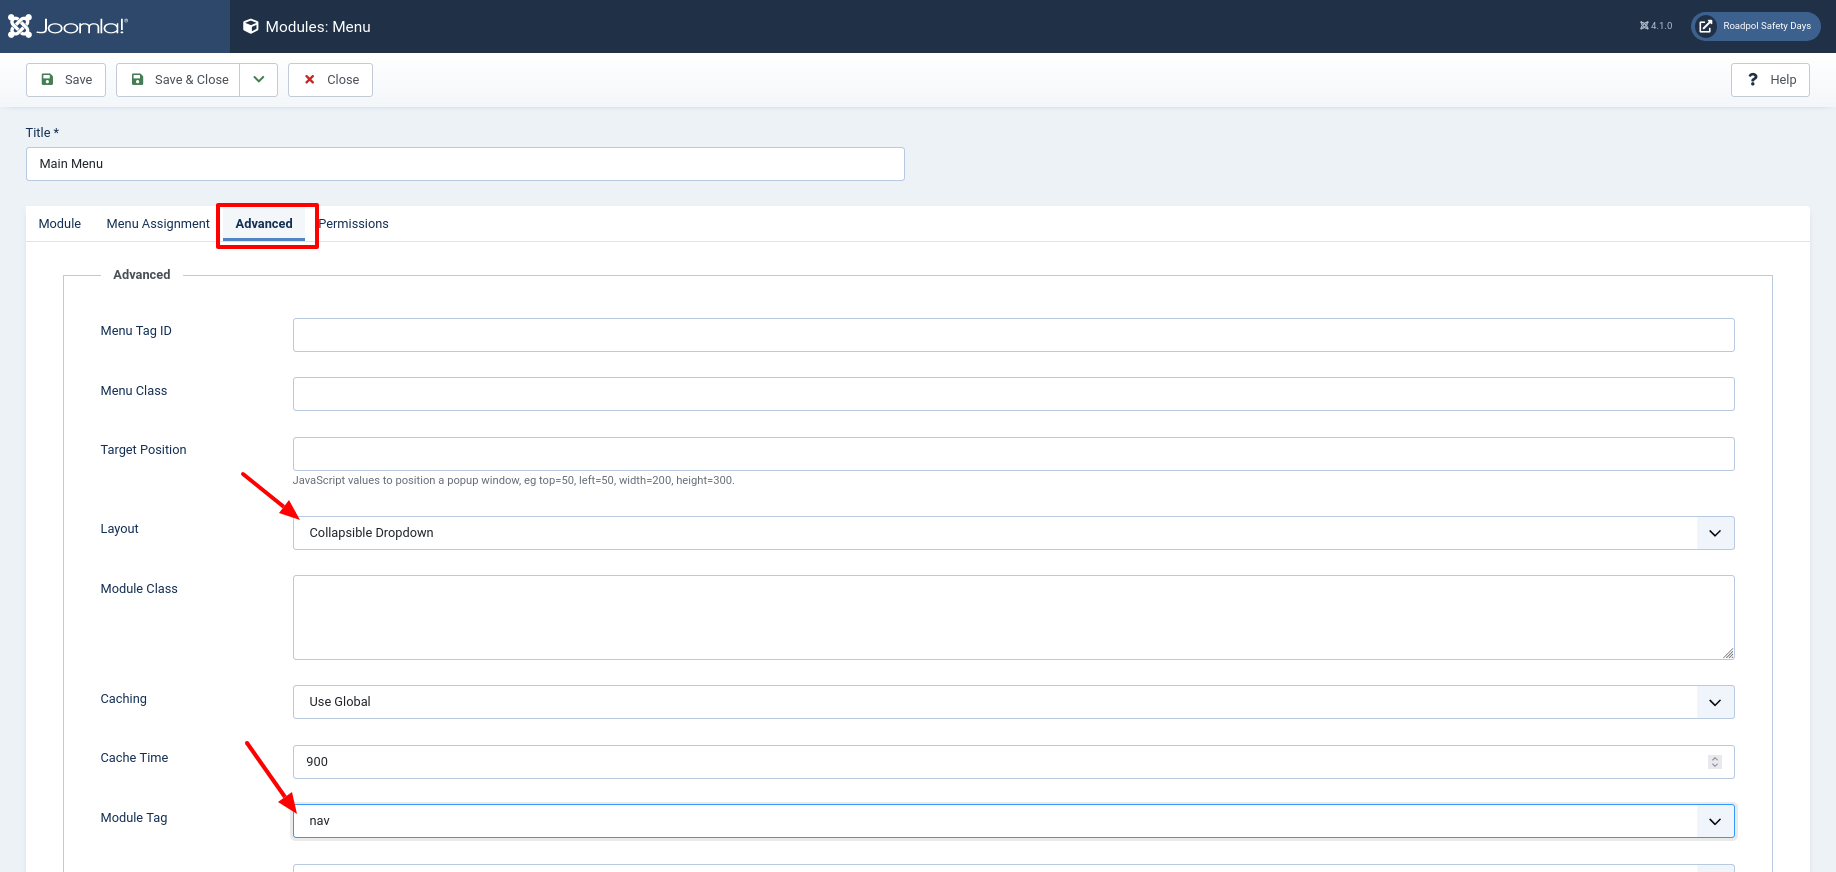 Joomla!® Modules: Menu 4.1.0 Roadpol Safety Days
Save Save & Close Close ? Help
Title *
Main Menu
Module Menu Assignment Advanced Permissions
Advanced
Menu Tag ID
Menu Class
Target Position
JavaScript values to position a popup window, eg top=50, left=50, width=200, height=300.
Layout Collapsible Dropdown
Module Class
Caching Use Global
Cache Time 900
Module Tag nav